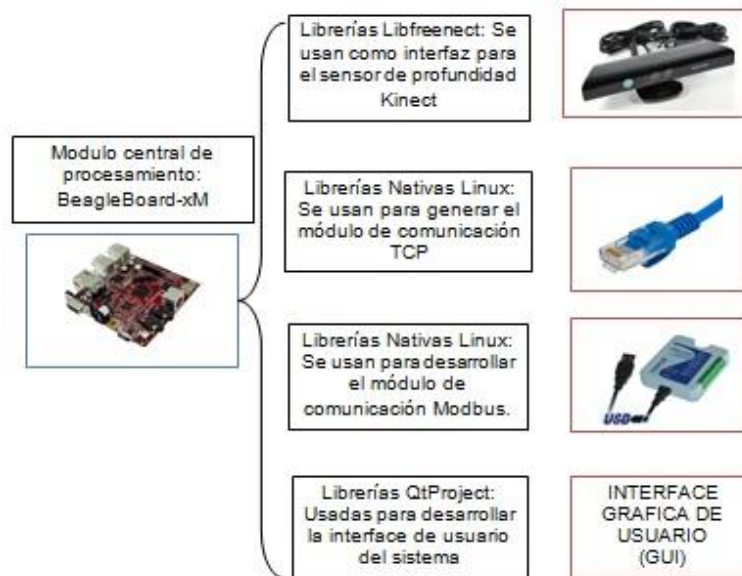 Librerías Libfreenect: Se
usan como interfaz para
el sensor de profundidad
Kinect
Modulo central de
procesamiento:
BeagleBoard-xM
Librerías Nativas Linux:
Se usan para generar el
módulo de comunicación
TCP
Librerías Nativas Linux:
Se usan para desarrollar
el módulo de
comunicación Modbus.
USB
Librerías QtProject:
Usadas para desarrollar
la interface de usuario
del sistema
INTERFACE
GRAFICA DE
USUARIO
(GUI)